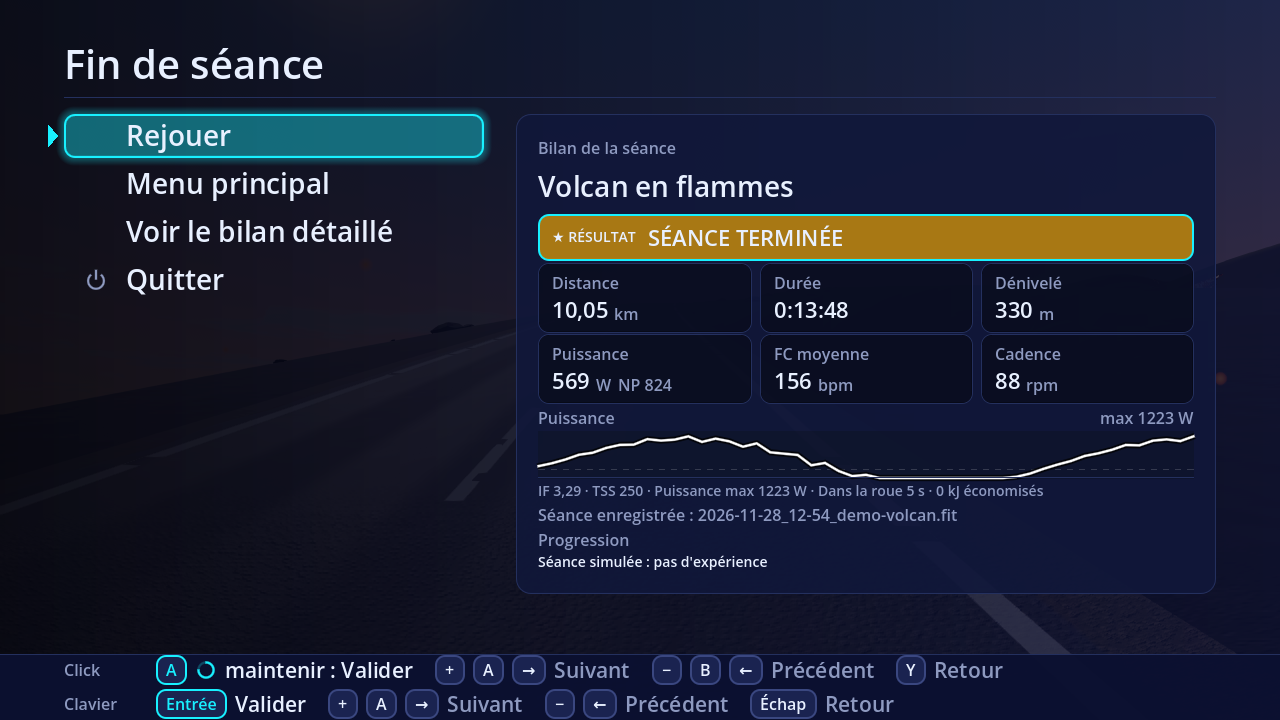 Fin de séance
Rejouer
Menu principal
Voir le bilan détaillé
Quitter
Bilan de la séance
Volcan en flammes
★ RÉSULTAT SÉANCE TERMINÉE
Distance
10,05 km
Durée
0:13:48
Dénivelé
330 m
Puissance
569 W NP 824
FC moyenne
156 bpm
Cadence
88 rpm
Puissance max 1223 W
IF 3,29 · TSS 250 · Puissance max 1223 W · Dans la roue 5 s · 0 kJ économisés
Séance enregistrée : 2026-11-28_12-54_demo-volcan.fit
Progression
Séance simulée : pas d'expérience
Click A maintenir : Valider + A → Suivant − B ← Précédent Y Retour
Clavier Entrée Valider + A → Suivant − ← Précédent Échap Retour